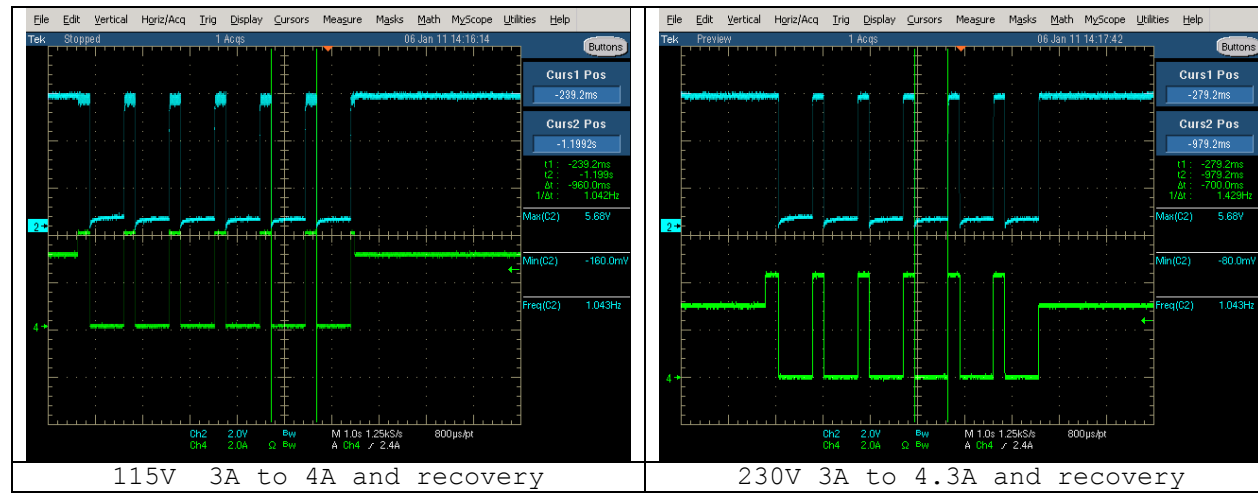 File Edit Vertical Horiz/Acq Trig Display Cursors Measure Masks Math MyScope Utilities Help
Tek Stopped 1 Acqs 06 Jan 11 14:16:14
Buttons
Curs1 Pos
-239.2ms
Curs2 Pos
-1.1992s
t1 : -239.2ms
t2 : -1.199s
Δt : -960.0ms
1/Δt : 1.042Hz
2
Max(C2) 5.68V
Min(C2) -160.0mV
Freq(C2) 1.043Hz
4
Ch2 2.0V Bw M 1.0s 1.25kS/s 800µs/pt
Ch4 2.0A Ω Bw A Ch4 / 2.4A
115V 3A to 4A and recovery
File Edit Vertical Horiz/Acq Trig Display Cursors Measure Masks Math MyScope Utilities Help
Tek Preview 1 Acqs 06 Jan 11 14:17:42
Buttons
Curs1 Pos
-279.2ms
Curs2 Pos
-979.2ms
t1 : -279.2ms
t2 : -979.2ms
Δt : -700.0ms
1/Δt : 1.429Hz
2
Max(C2) 5.68V
Min(C2) -80.0mV
Freq(C2) 1.043Hz
4
Ch2 2.0V Bw M 1.0s 1.25kS/s 800µs/pt
Ch4 2.0A Ω Bw A Ch4 / 2.4A
230V 3A to 4.3A and recovery